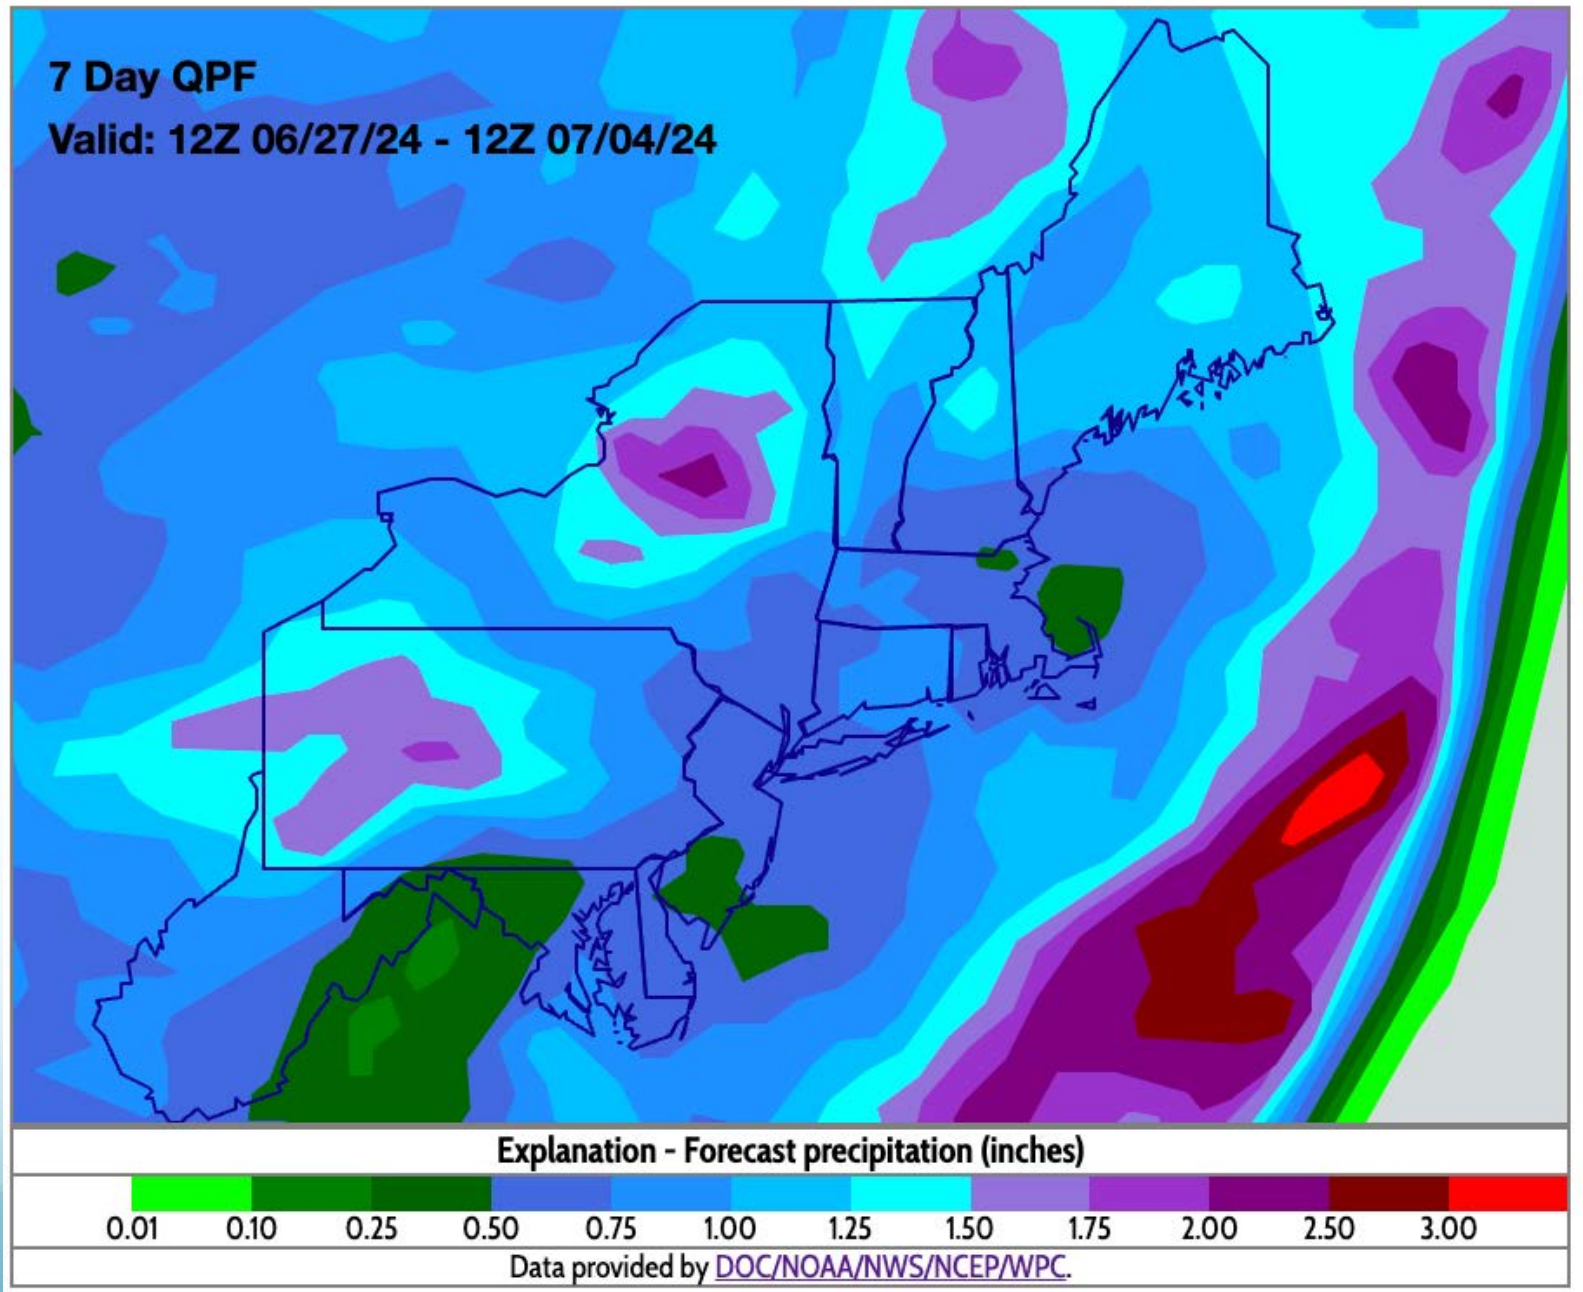 7 Day QPF
Valid: 12Z 06/27/24 - 12Z 07/04/24
Explanation - Forecast precipitation (inches)
0.01 0.10 0.25 0.50 0.75 1.00 1.25 1.50 1.75 2.00 2.50 3.00
Data provided by DOC/NOAA/NWS/NCEP/WPC.